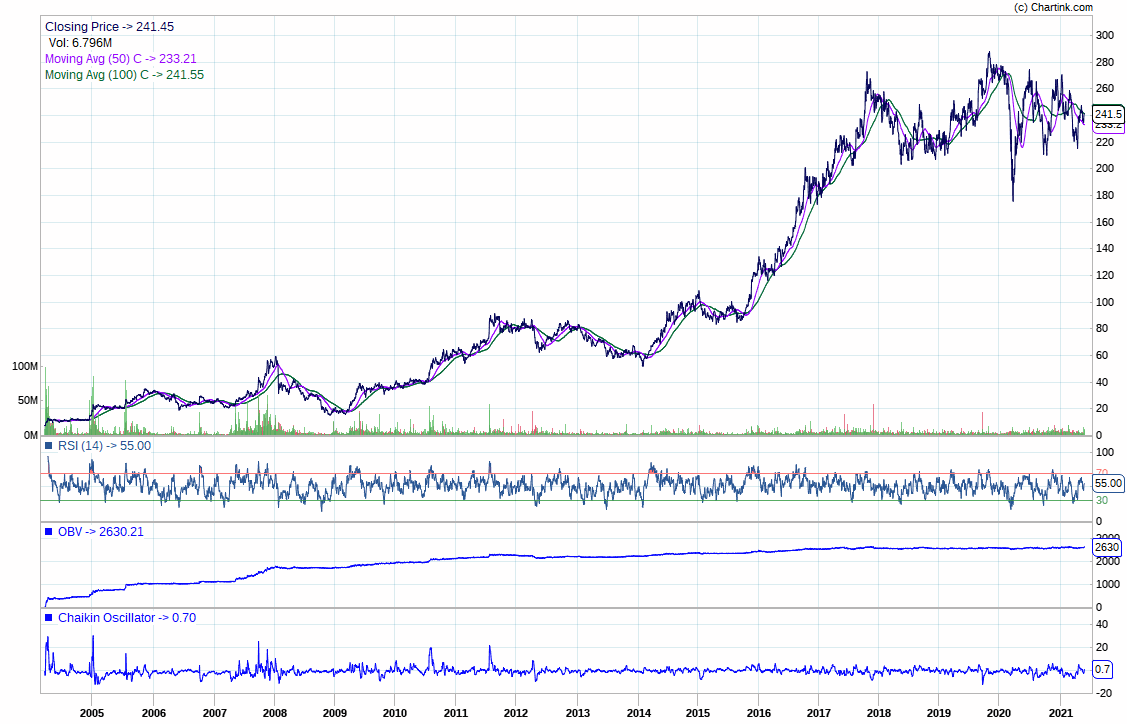 (c) Chartink.com
Closing Price -> 241.45
Vol: 6.796M
Moving Avg (50) C -> 233.21
Moving Avg (100) C -> 241.55
300
280
260
241.5
233.2
220
200
180
160
140
120
100
80
60
40
20
0
100M
50M
0M
RSI (14) -> 55.00
100
70
55.00
30
0
OBV -> 2630.21
3000
2630
2000
1000
0
Chaikin Oscillator -> 0.70
40
20
0.7
-20
2005 2006 2007 2008 2009 2010 2011 2012 2013 2014 2015 2016 2017 2018 2019 2020 2021